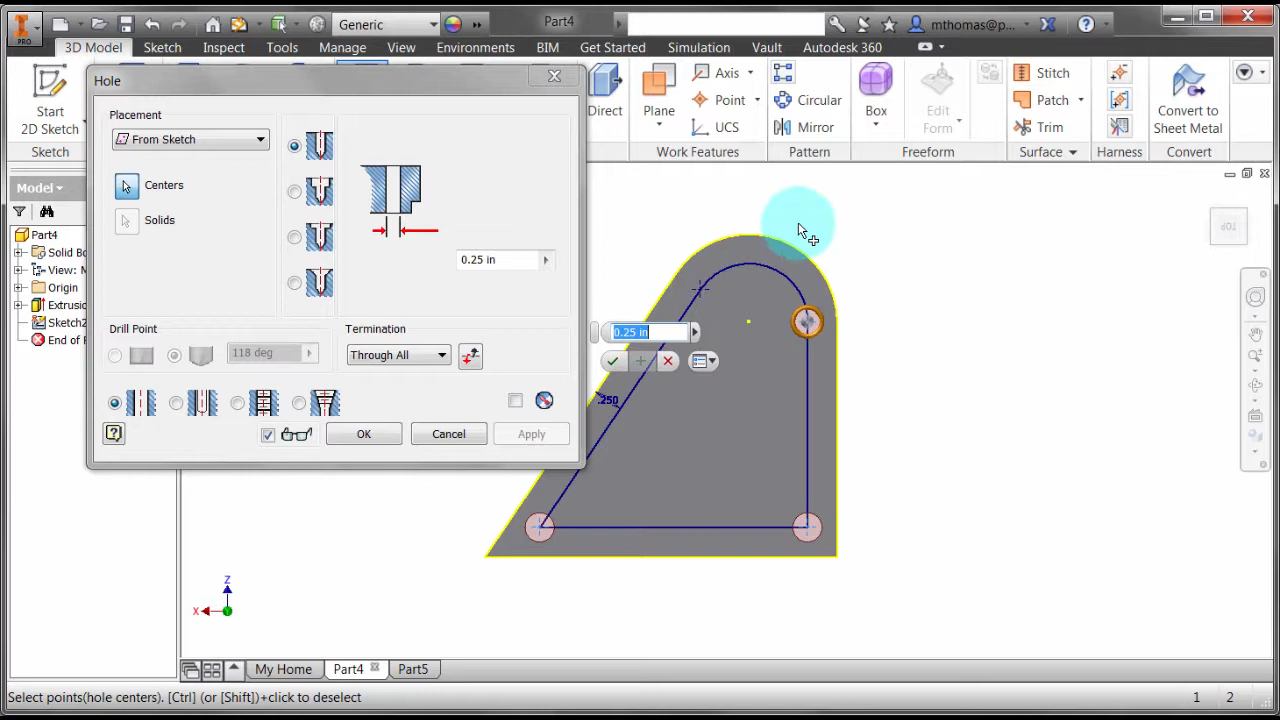 PRO
Generic
Part4
mthomas@p...
3D Model
Sketch
Inspect
Tools
Manage
View
Environments
BIM
Get Started
Simulation
Vault
Autodesk 360
Start
2D Sketch
Sketch
Direct
Plane
Axis
Point
UCS
Work Features
Circular
Mirror
Pattern
Box
Edit
Form
Freeform
Stitch
Patch
Trim
Surface
Harness
Convert to
Sheet Metal
Convert
Hole
Placement
From Sketch
Centers
Solids
0.25 in
Drill Point
118 deg
Termination
Through All
OK
Cancel
Apply
Model
Part4
Solid Bo
View: M
Origin
Extrusio
Sketch2
End of P
TOP
0.25 in
.250
Z
X
My Home
Part4
Part5
Select points(hole centers). [Ctrl] (or [Shift])+click to deselect
1
2